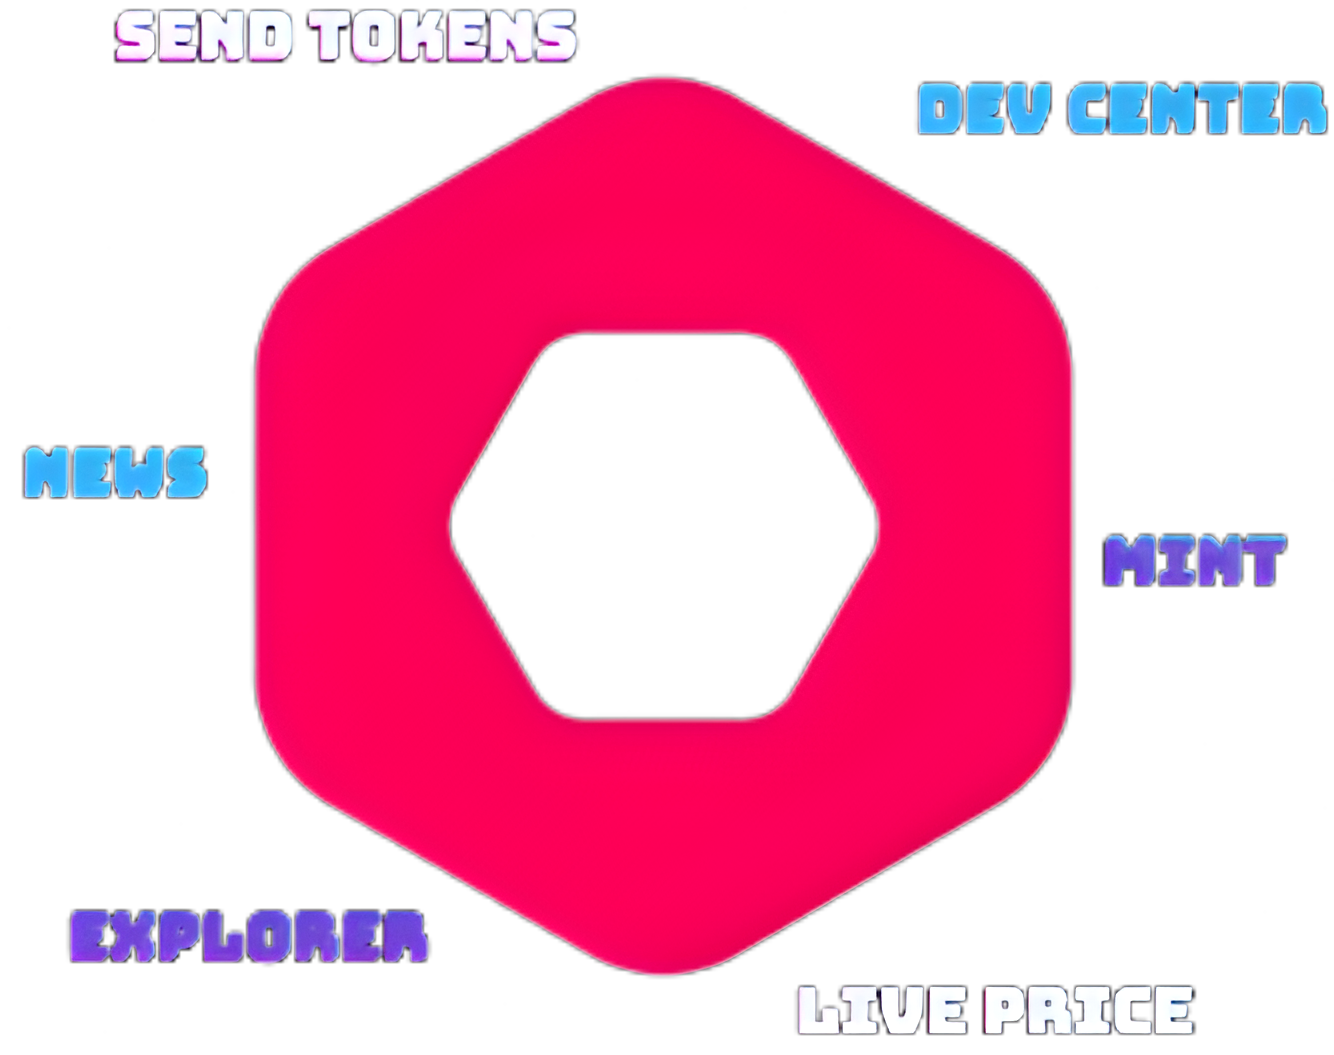 SEND TOKENS
DEV CENTER
NEWS
MINT
EXPLORER
LIVE PRICE